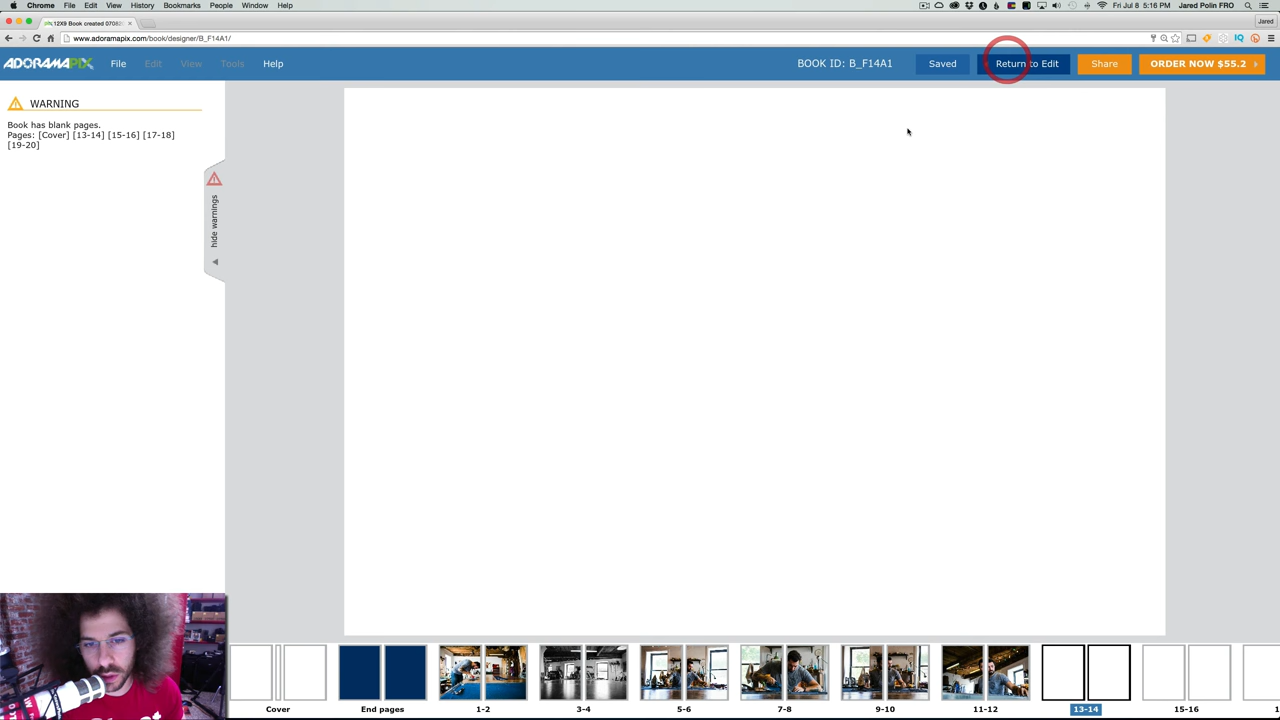 Chrome File Edit View History Bookmarks People Window Help
Fri Jul 8 5:16 PM Jared Polin FRO
Jared
www.adoramapix.com/book/designer/B_F14A1/
ADORAMAPIX File Edit View Tools Help
BOOK ID: B_F14A1 Saved Return to Edit Share ORDER NOW $55.2
WARNING
Book has blank pages.
Pages: [Cover] [13-14] [15-16] [17-18]
[19-20]
hide warnings
Cover End pages 1-2 3-4 5-6 7-8 9-10 11-12 13-14 15-16